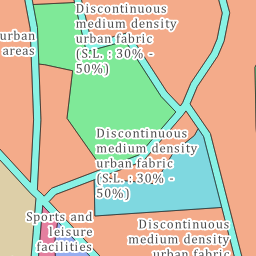 Discontinuous
medium density
urban fabric
(S.L. : 30% -
50%)
urban
areas
Discontinuous
medium density
urban fabric
(S.L. : 30% -
50%)
Sports and
leisure
facilities
Discontinuous
medium density
urban fabric